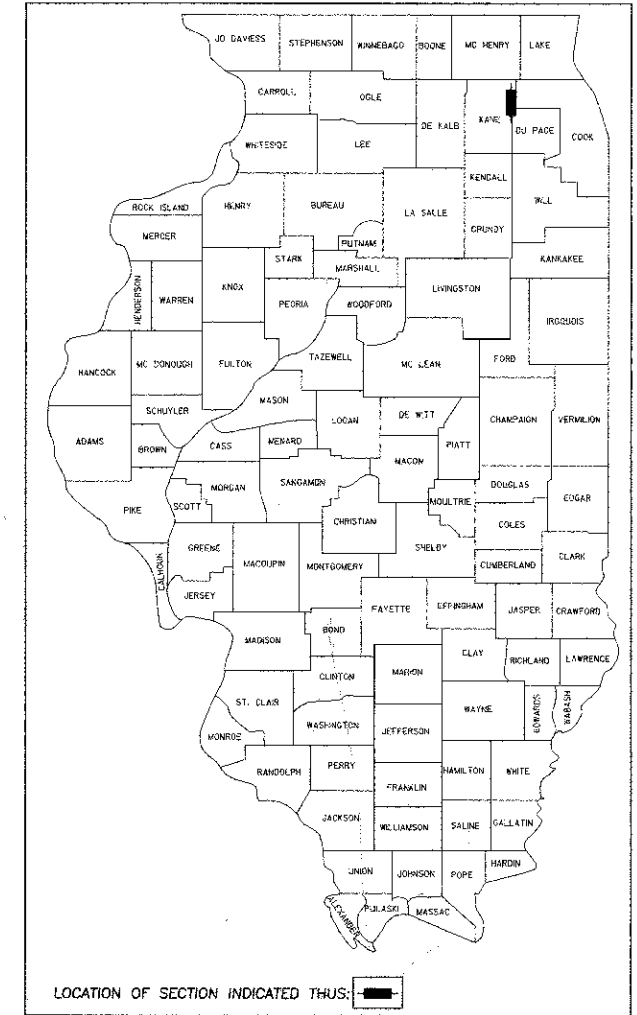 JO DAVIESS STEPHENSON WINNEBAGO BOONE MC HENRY LAKE
CARROLL OGLE DE KALB KANE DU PAGE COOK
WHITESIDE LEE
KENDALL
ROCK ISLAND HENRY BUREAU LA SALLE GRUNDY WILL
MERCER PUTNAM KANKAKEE
STARK MARSHALL
HENDERSON WARREN KNOX PEORIA WOODFORD LIVINGSTON IROQUOIS
HANCOCK MC DONOUGH FULTON TAZEWELL MC LEAN FORD
MASON
SCHUYLER LOGAN DE WITT CHAMPAIGN VERMILION
ADAMS BROWN CASS MENARD MACON PIATT
MORGAN SANGAMON DOUGLAS
PIKE SCOTT MOULTRIE EDGAR
CHRISTIAN COLES
GREENE MACOUPIN SHELBY
CALHOUN MONTGOMERY CUMBERLAND CLARK
JERSEY FAYETTE EFFINGHAM JASPER CRAWFORD
MADISON BOND
CLAY RICHLAND LAWRENCE
CLINTON MARION
ST. CLAIR WAYNE EDWARDS WABASH
WASHINGTON JEFFERSON
MONROE
RANDOLPH PERRY HAMILTON WHITE
FRANKLIN
JACKSON WILLIAMSON SALINE GALLATIN
UNION JOHNSON POPE HARDIN
ALEXANDER PULASKI MASSAC
LOCATION OF SECTION INDICATED THUS: